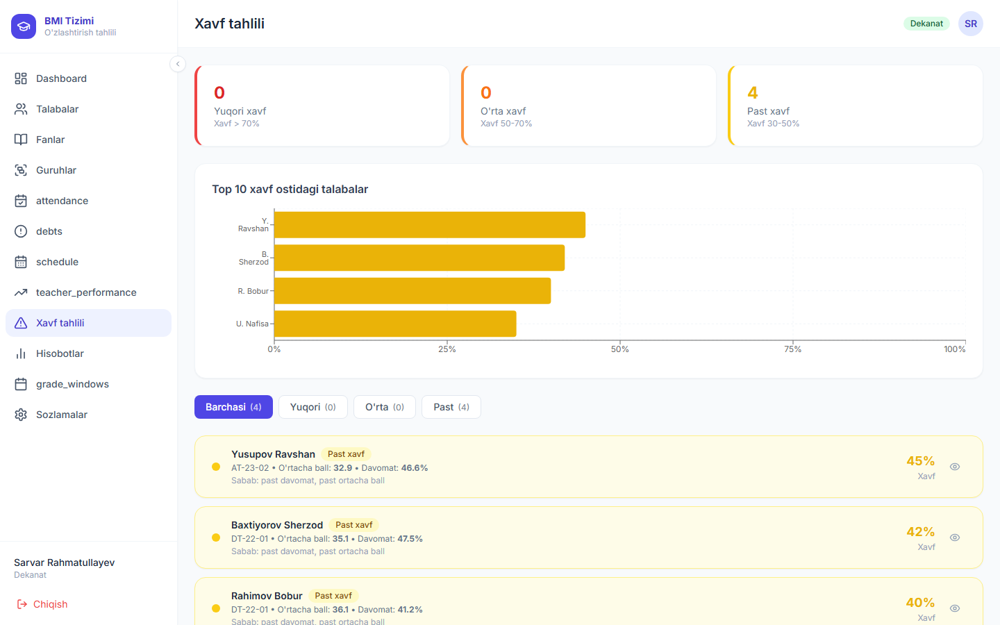 BMI Tizimi
O'zlashtirish tahlili
Dashboard
Talabalar
Fanlar
Guruhlar
attendance
debts
schedule
teacher_performance
Xavf tahlili
Hisobotlar
grade_windows
Sozlamalar
Sarvar Rahmatullayev
Dekanat
Chiqish
Xavf tahlili
Dekanat
SR
0
Yuqori xavf
Xavf > 70%
0
O'rta xavf
Xavf 50-70%
4
Past xavf
Xavf 30-50%
Top 10 xavf ostidagi talabalar
Y.
Ravshan
B.
Sherzod
R. Bobur
U. Nafisa
0% 25% 50% 75% 100%
Barchasi (4) Yuqori (0) O'rta (0) Past (4)
Yusupov Ravshan Past xavf
AT-23-02 • O'rtacha ball: 32.9 • Davomat: 46.6%
Sabab: past davomat, past ortacha ball
45%
Xavf
Baxtiyorov Sherzod Past xavf
DT-22-01 • O'rtacha ball: 35.1 • Davomat: 47.5%
Sabab: past davomat, past ortacha ball
42%
Xavf
Rahimov Bobur Past xavf
DT-22-01 • O'rtacha ball: 36.1 • Davomat: 41.2%
Sabab: past davomat, past ortacha ball
40%
Xavf